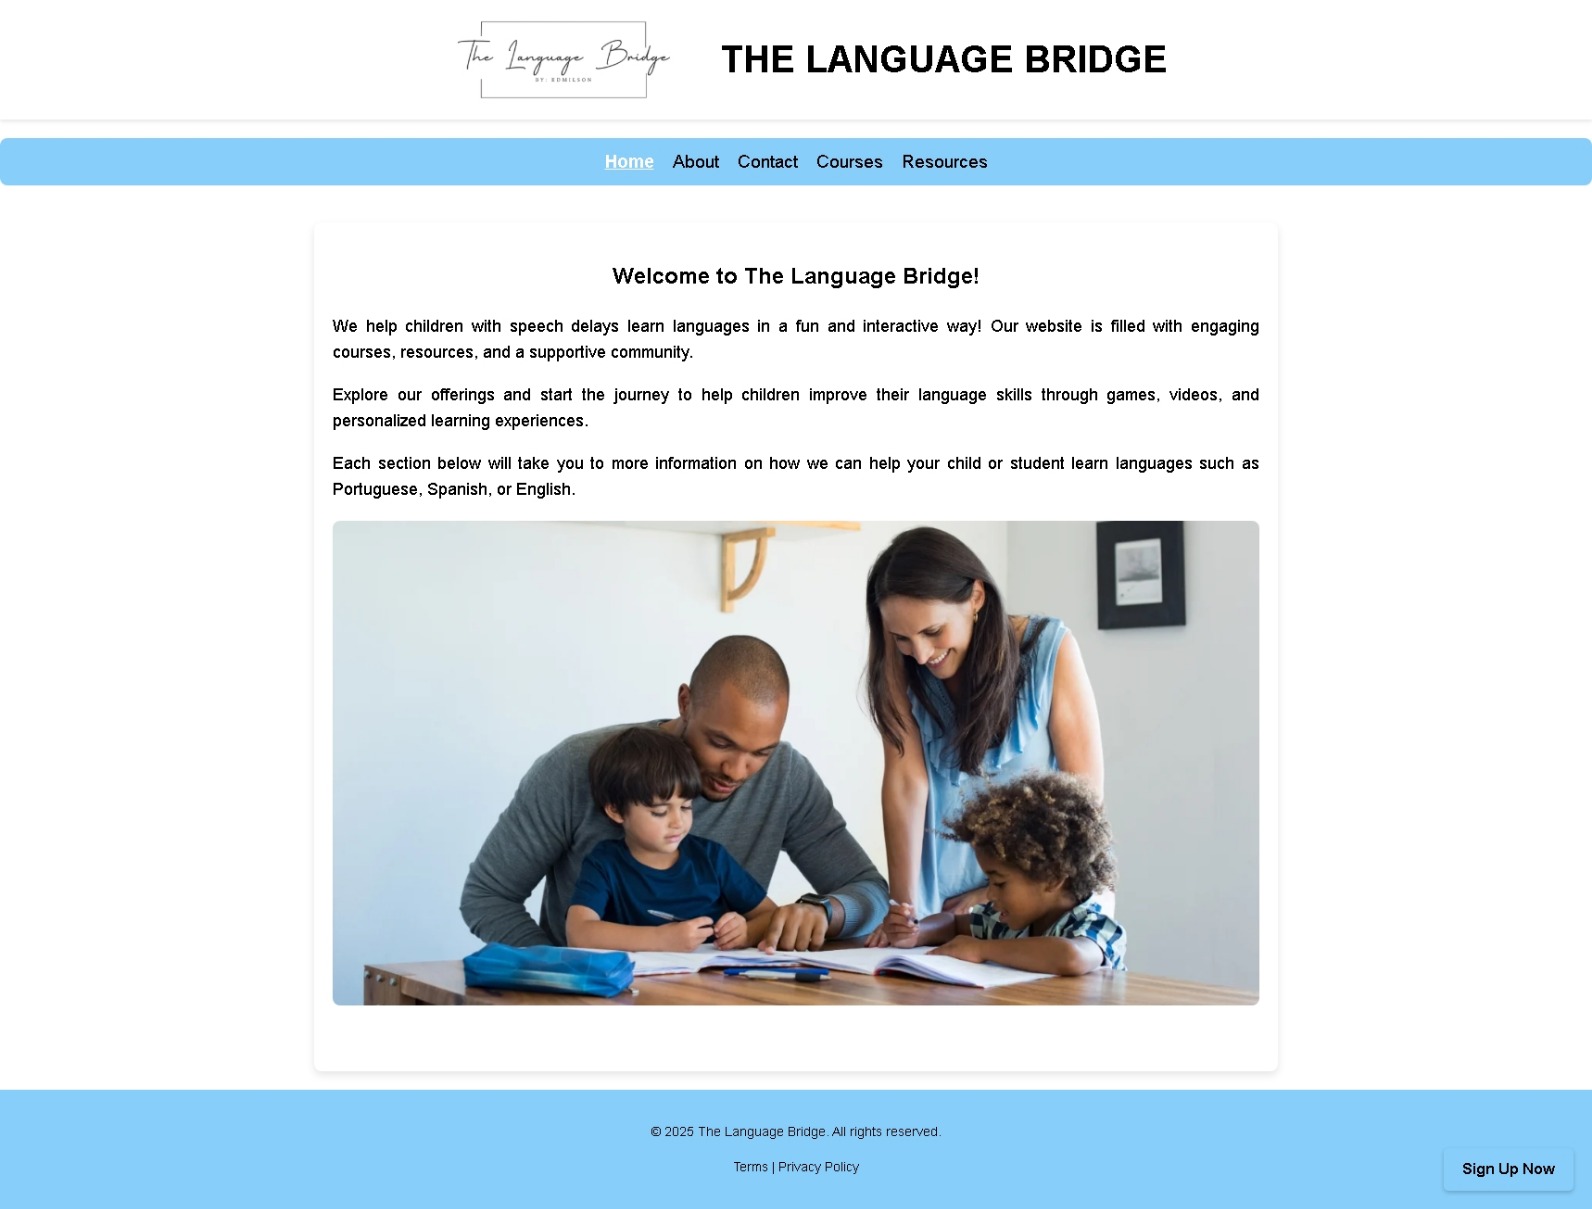 The Language Bridge
BY: EDMILSON
THE LANGUAGE BRIDGE
Home About Contact Courses Resources
Welcome to The Language Bridge!
We help children with speech delays learn languages in a fun and interactive way! Our website is filled with engaging
courses, resources, and a supportive community.
Explore our offerings and start the journey to help children improve their language skills through games, videos, and
personalized learning experiences.
Each section below will take you to more information on how we can help your child or student learn languages such as
Portuguese, Spanish, or English.
© 2025 The Language Bridge. All rights reserved.
Terms | Privacy Policy
Sign Up Now